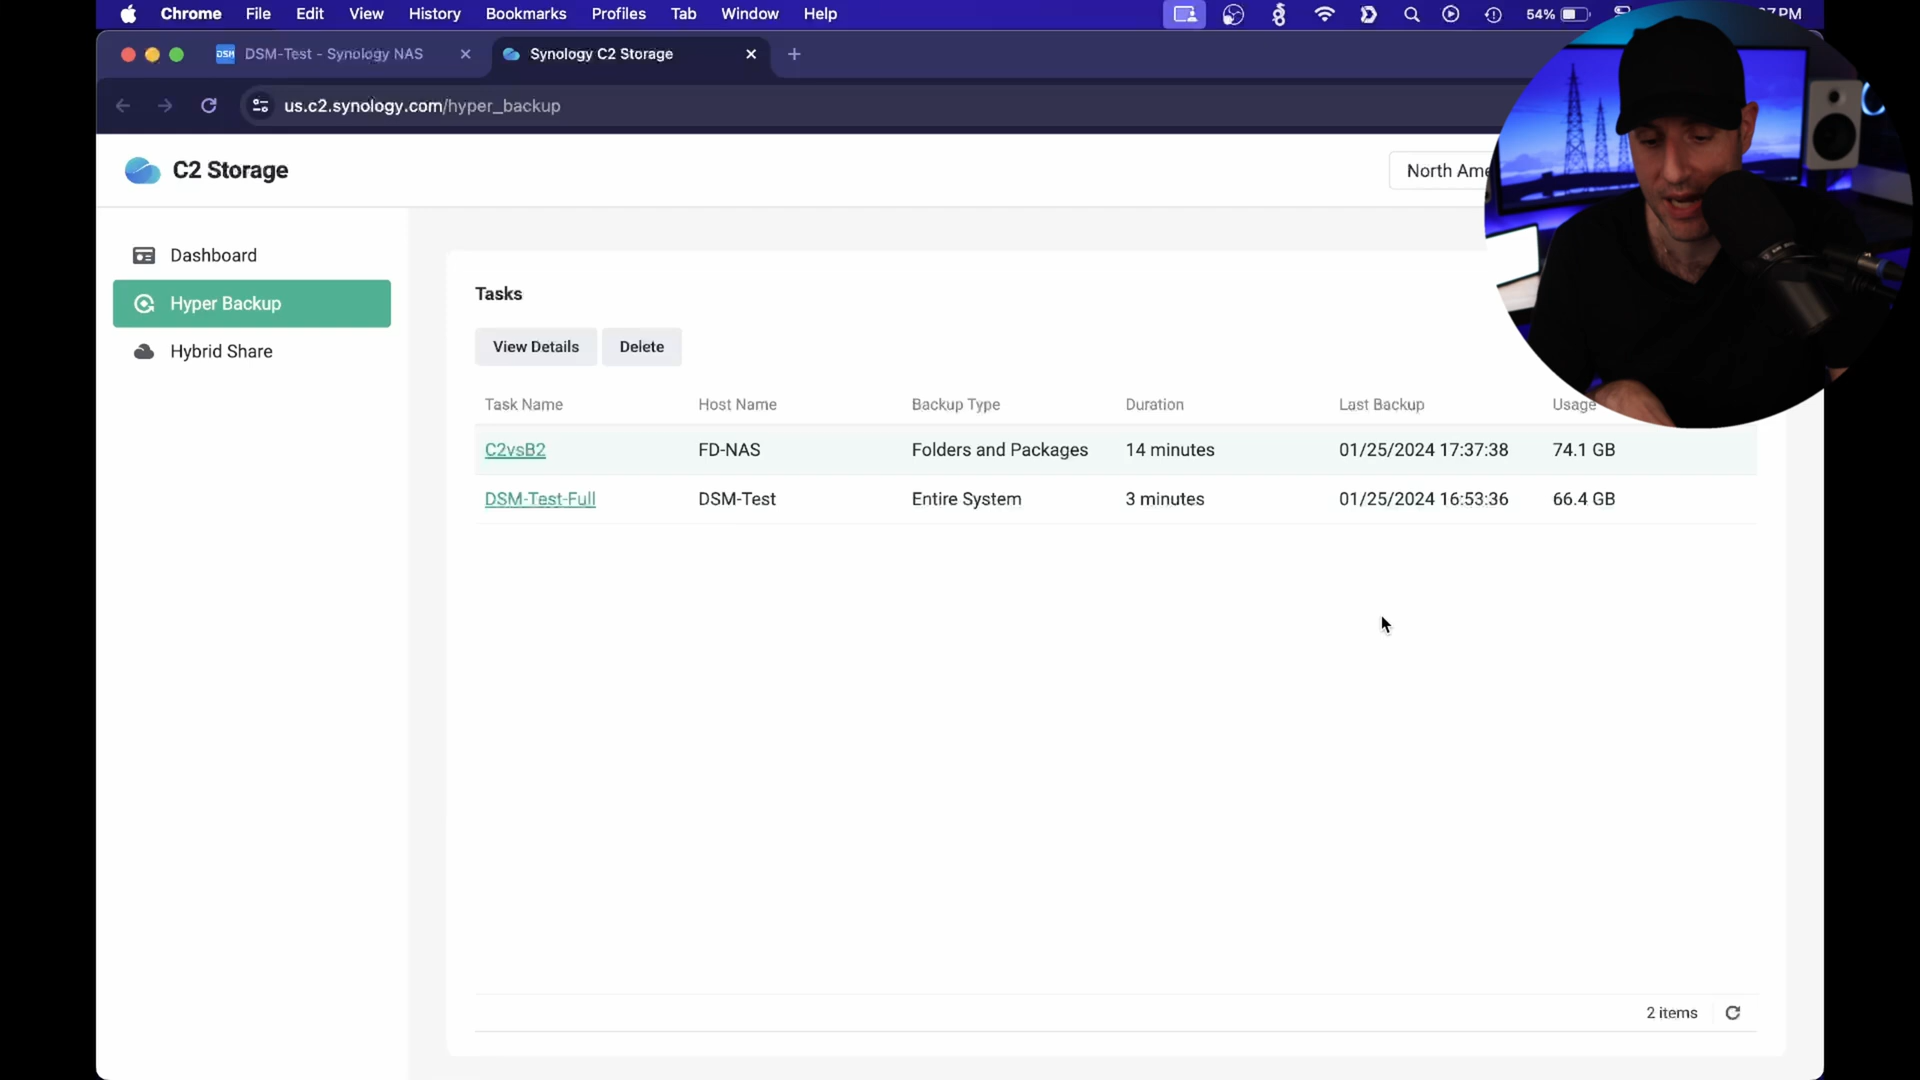 Chrome File Edit View History Bookmarks Profiles Tab Window Help 54%
DSM DSM-Test - Synology NAS Synology C2 Storage
us.c2.synology.com/hyper_backup
C2 Storage
Dashboard
Hyper Backup
Hybrid Share
Tasks
View Details Delete
Task Name Host Name Backup Type Duration Last Backup Usage
C2vsB2 FD-NAS Folders and Packages 14 minutes 01/25/2024 17:37:38 74.1 GB
DSM-Test-Full DSM-Test Entire System 3 minutes 01/25/2024 16:53:36 66.4 GB
2 items